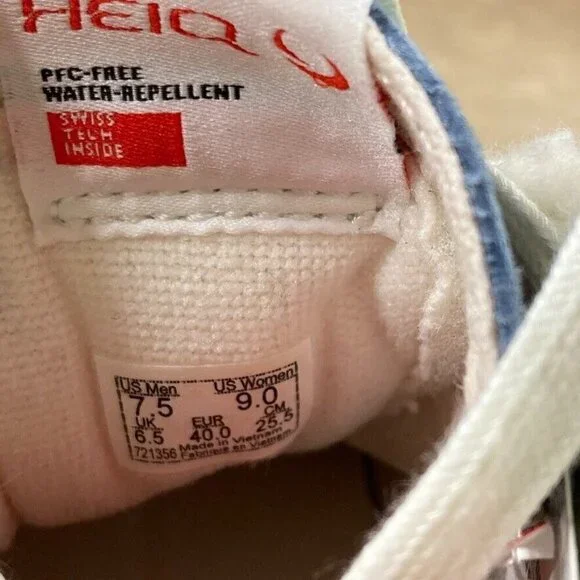 HEIQ
PFC-FREE
WATER-REPELLENT
SWISS
TECH
INSIDE
US Men US Women
7.5 9.0
UK EUR CM
6.5 40.0 25.5
721356 Made in Vietnam
Fabriqué en Vietnam